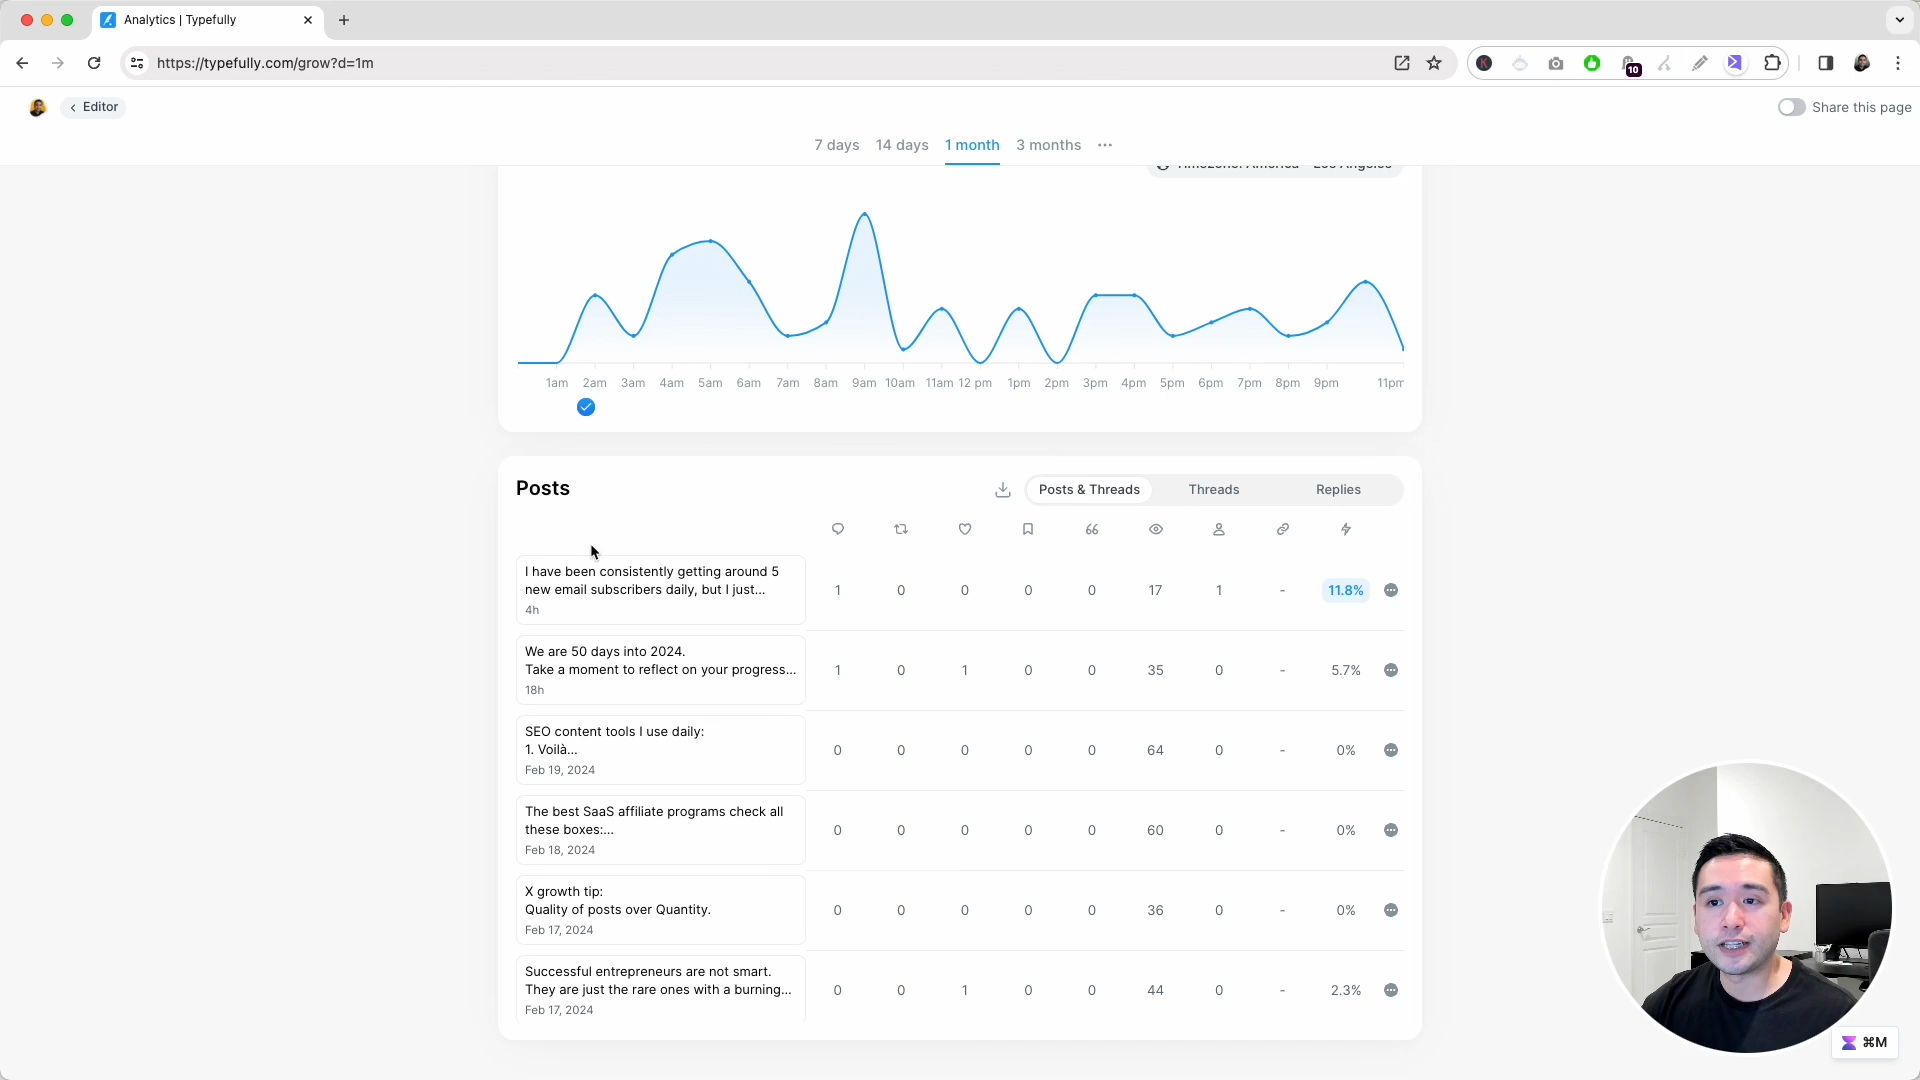 Analytics | Typefully
https://typefully.com/grow?d=1m
10
Editor
Share this page
7 days 14 days 1 month 3 months
Timezone: America - Los Angeles
1am 2am 3am 4am 5am 6am 7am 8am 9am 10am 11am 12 pm 1pm 2pm 3pm 4pm 5pm 6pm 7pm 8pm 9pm 11pm
Posts
Posts & Threads Threads Replies
I have been consistently getting around 5
new email subscribers daily, but I just...
4h
1 0 0 0 0 17 1 - 11.8%
We are 50 days into 2024.
Take a moment to reflect on your progress...
18h
1 0 1 0 0 35 0 - 5.7%
SEO content tools I use daily:
1. Voilà...
Feb 19, 2024
0 0 0 0 0 64 0 - 0%
The best SaaS affiliate programs check all
these boxes:...
Feb 18, 2024
0 0 0 0 0 60 0 - 0%
X growth tip:
Quality of posts over Quantity.
Feb 17, 2024
0 0 0 0 0 36 0 - 0%
Successful entrepreneurs are not smart.
They are just the rare ones with a burning...
Feb 17, 2024
0 0 1 0 0 44 0 - 2.3%
⌘M